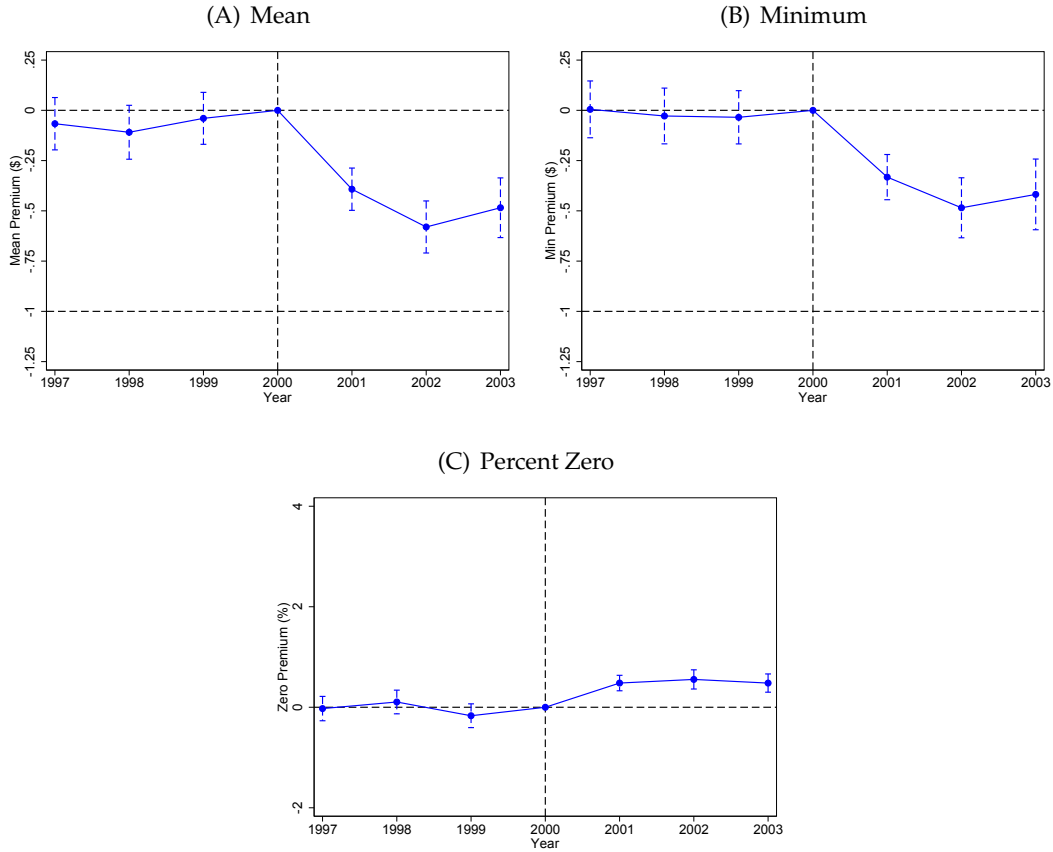 (A) Mean
.25
0
-.25
-.5
-.75
-1
-1.25
Mean Premium ($)
1997 1998 1999 2000 2001 2002 2003
Year
(B) Minimum
.25
0
-.25
-.5
-.75
-1
-1.25
Min Premium ($)
1997 1998 1999 2000 2001 2002 2003
Year
(C) Percent Zero
4
2
0
-2
Zero Premium (%)
1997 1998 1999 2000 2001 2002 2003
Year